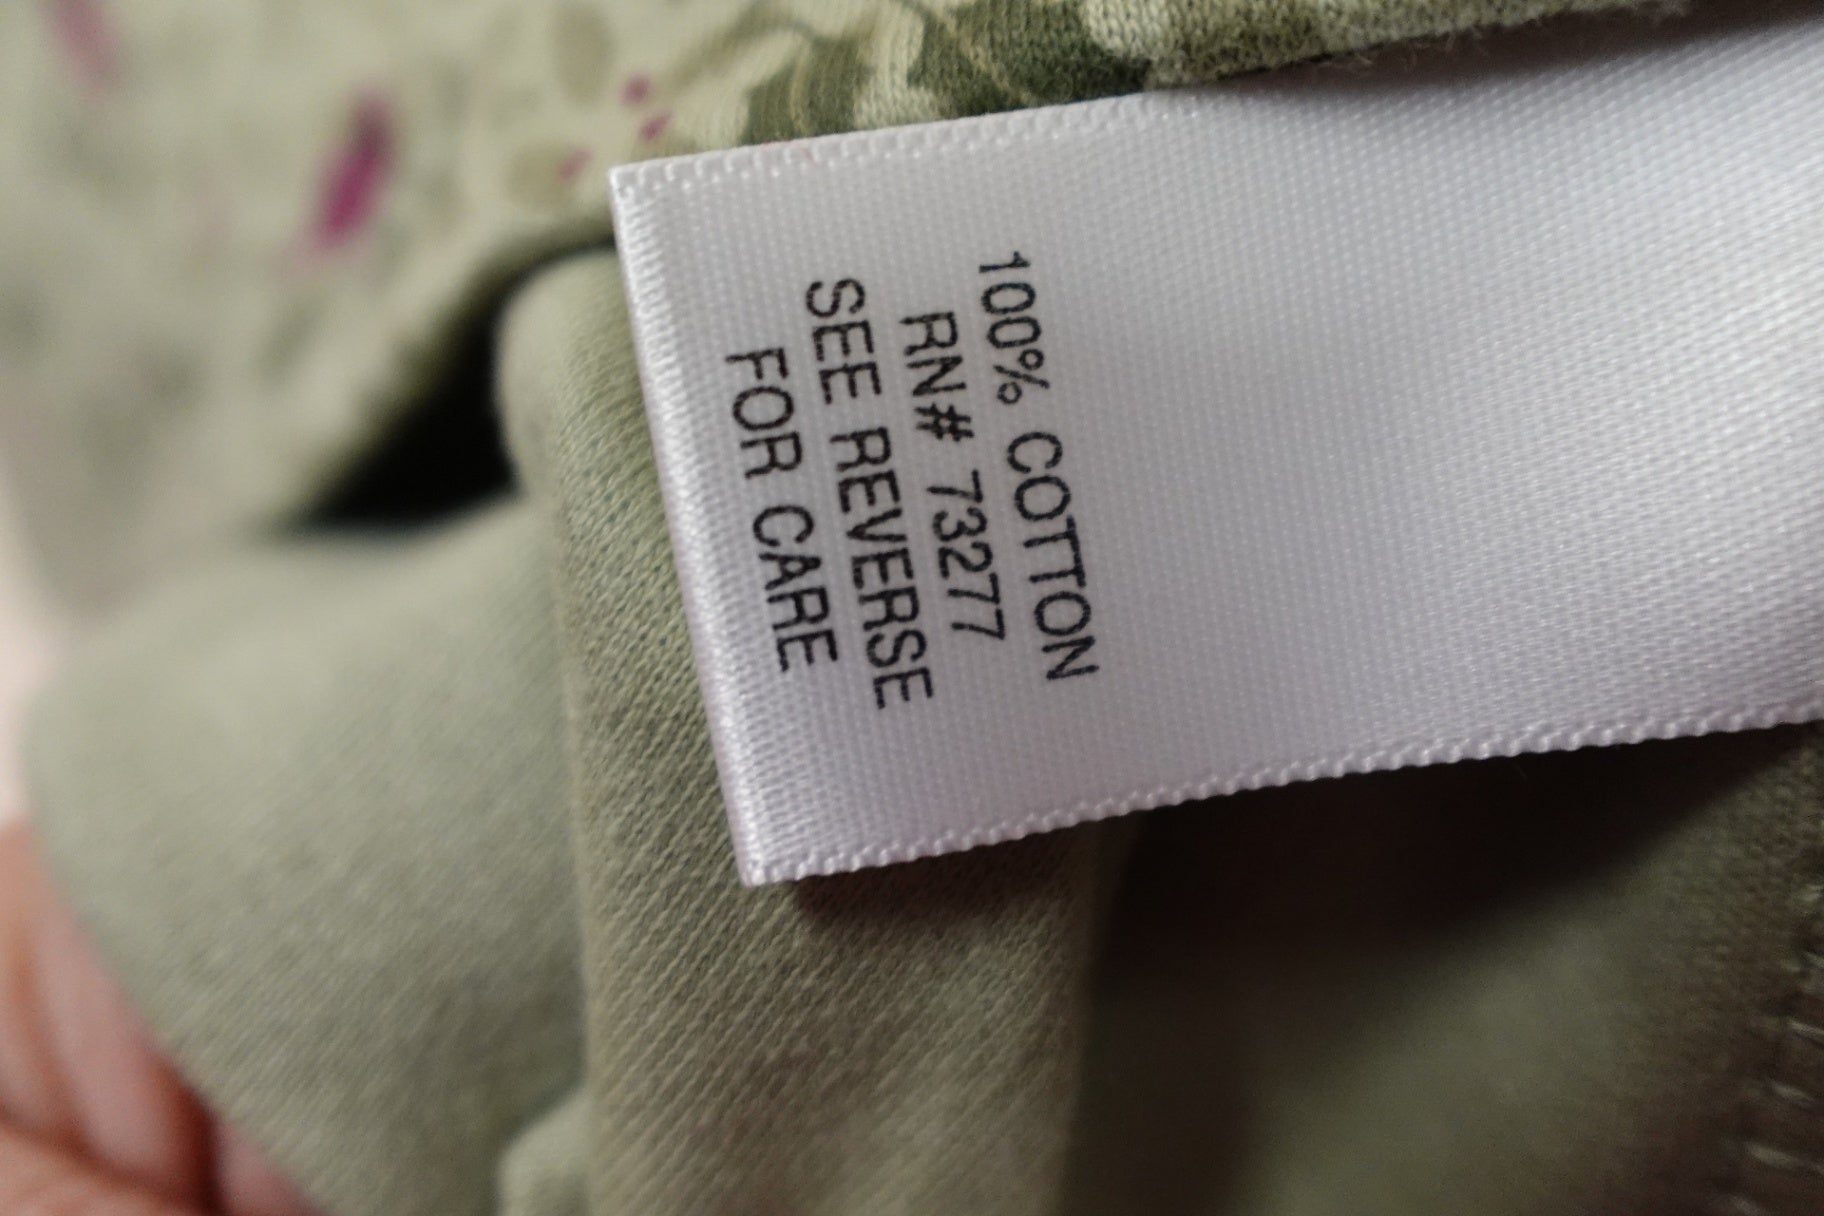 100% COTTON
RN# 73277
SEE REVERSE
FOR CARE